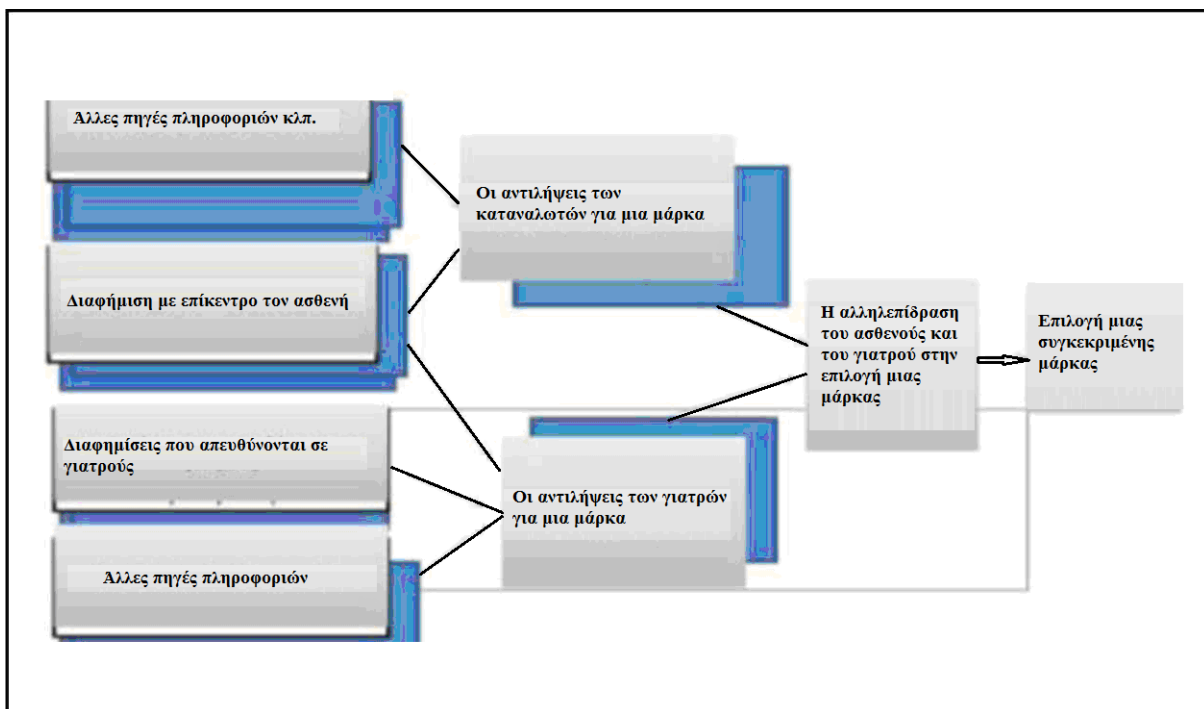 Άλλες πηγές πληροφοριών κλπ.
Οι αντιλήψεις των
καταναλωτών για μια μάρκα
Διαφήμιση με επίκεντρο τον ασθενή
Η αλληλεπίδραση
του ασθενούς και
του γιατρού στην
επιλογή μιας
μάρκας
Επιλογή μιας
συγκεκριμένης
μάρκας
Διαφημίσεις που απευθύνονται σε
γιατρούς
Οι αντιλήψεις των γιατρών
για μια μάρκα
Άλλες πηγές πληροφοριών